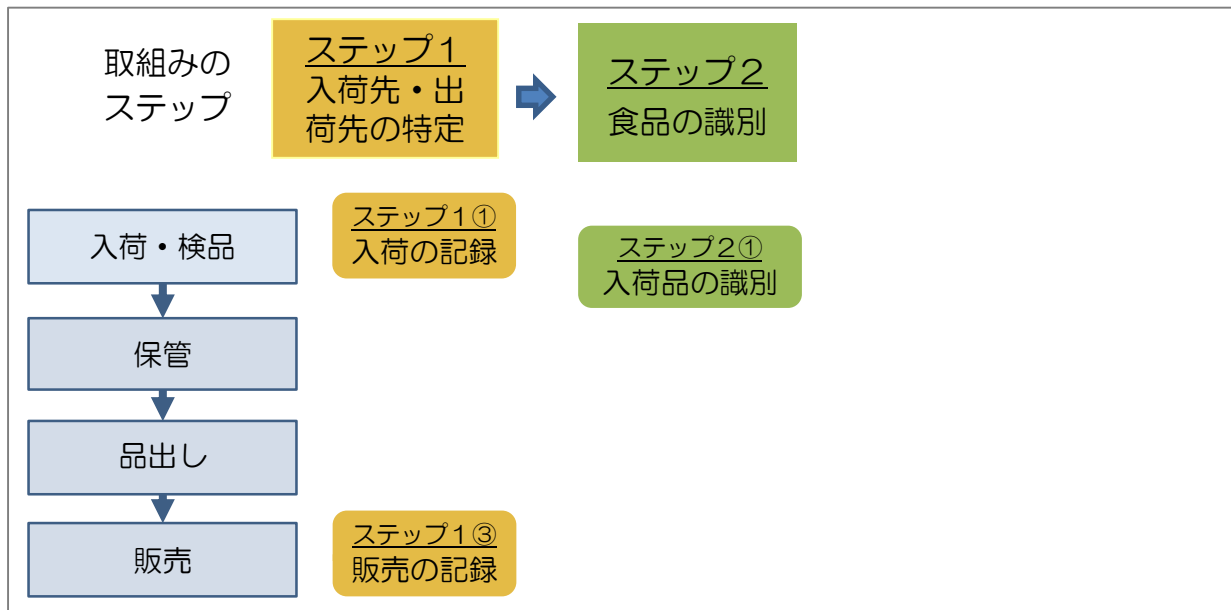 取組みの
ステップ
ステップ１
入荷先・出
荷先の特定
ステップ２
食品の識別
入荷・検品
ステップ１①
入荷の記録
ステップ２①
入荷品の識別
保管
品出し
販売
ステップ１③
販売の記録